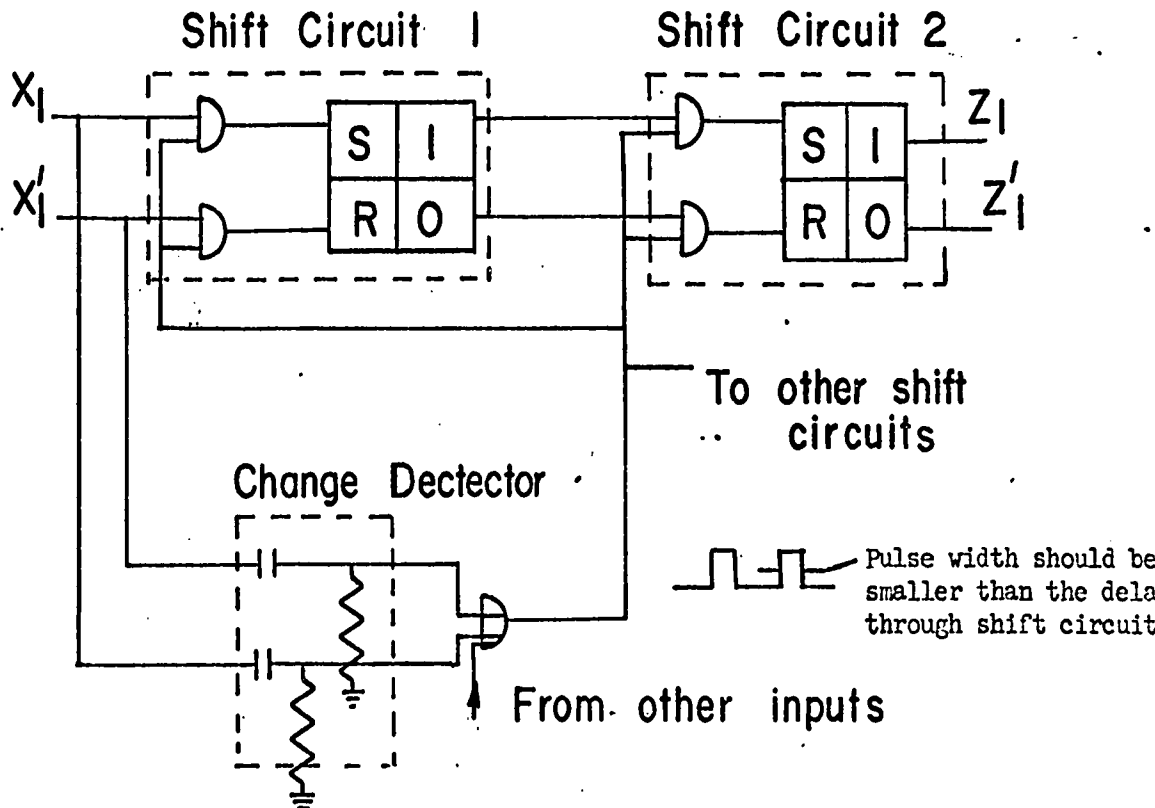 Shift Circuit 1
Shift Circuit 2
X1
S 1
R 0
X'1
S 1
R 0
Z1
Z'1
To other shift
circuits
Change Dectector
Pulse width should be
smaller than the dela
through shift circuit
From other inputs